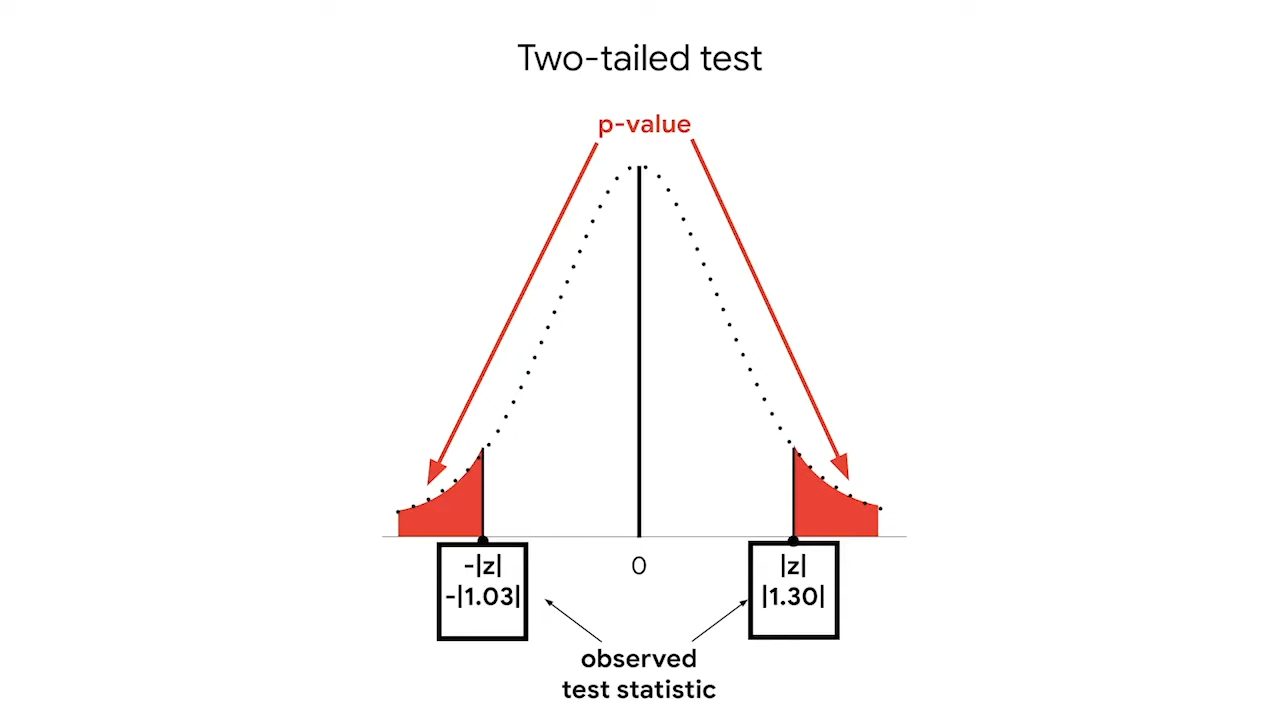 Two-tailed test
p-value
0
-|z|
-|1.03|
|z|
|1.30|
observed
test statistic